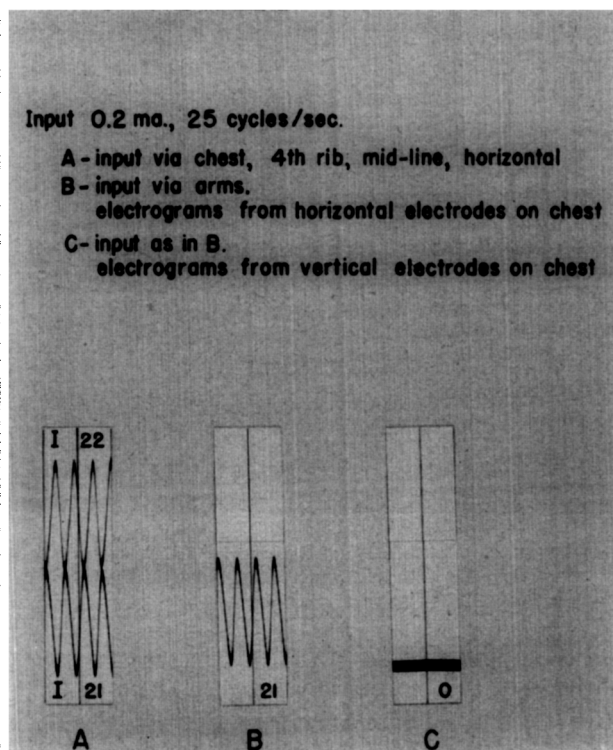 Input 0.2 ma., 25 cycles/sec.
A - input via chest, 4th rib, mid-line, horizontal
B - input via arms.
electrograms from horizontal electrodes on chest
C - input as in B.
electrograms from vertical electrodes on chest
I 22
I 21
21
0
A B C